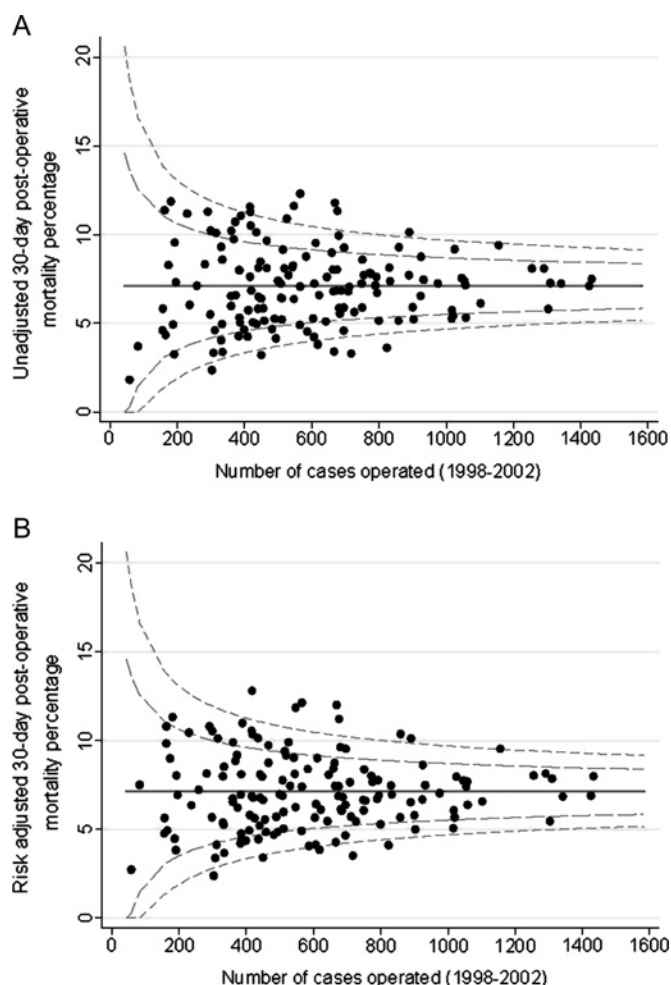 A
Unadjusted 30-day post-operative
mortality percentage
20
15
10
5
0
0 200 400 600 800 1000 1200 1400 1600
Number of cases operated (1998-2002)
B
Risk adjusted 30-day post-operative
mortality percentage
20
15
10
5
0
0 200 400 600 800 1000 1200 1400 1600
Number of cases operated (1998-2002)